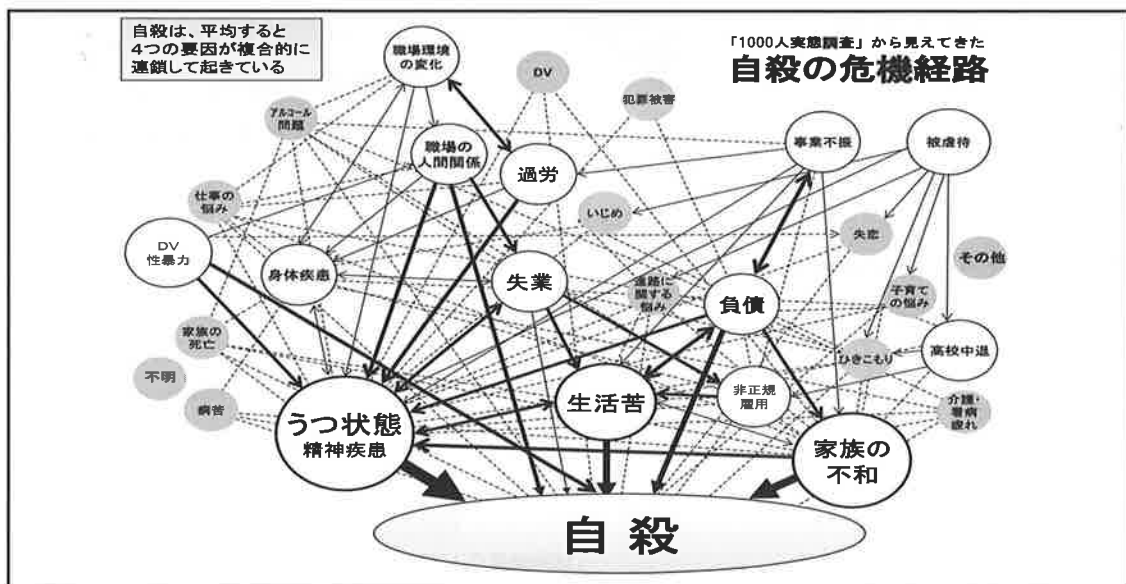 自殺は、平均すると
4つの要因が複合的に
連鎖して起きている
「1000人実態調査」から見えてきた
自殺の危機経路
職場環境
の変化
DV
犯罪被害
アルコール
問題
職場の
人間関係
過労
事業不振
被虐待
仕事の
悩み
いじめ
失恋
その他
DV
性暴力
身体疾患
失業
進路に
関する
悩み
負債
子育て
の悩み
家族の
死亡
ひきこもり
高校中退
不明
病苦
うつ状態
精神疾患
生活苦
非正規
雇用
介護・
看病
疲れ
家族の
不和
自殺